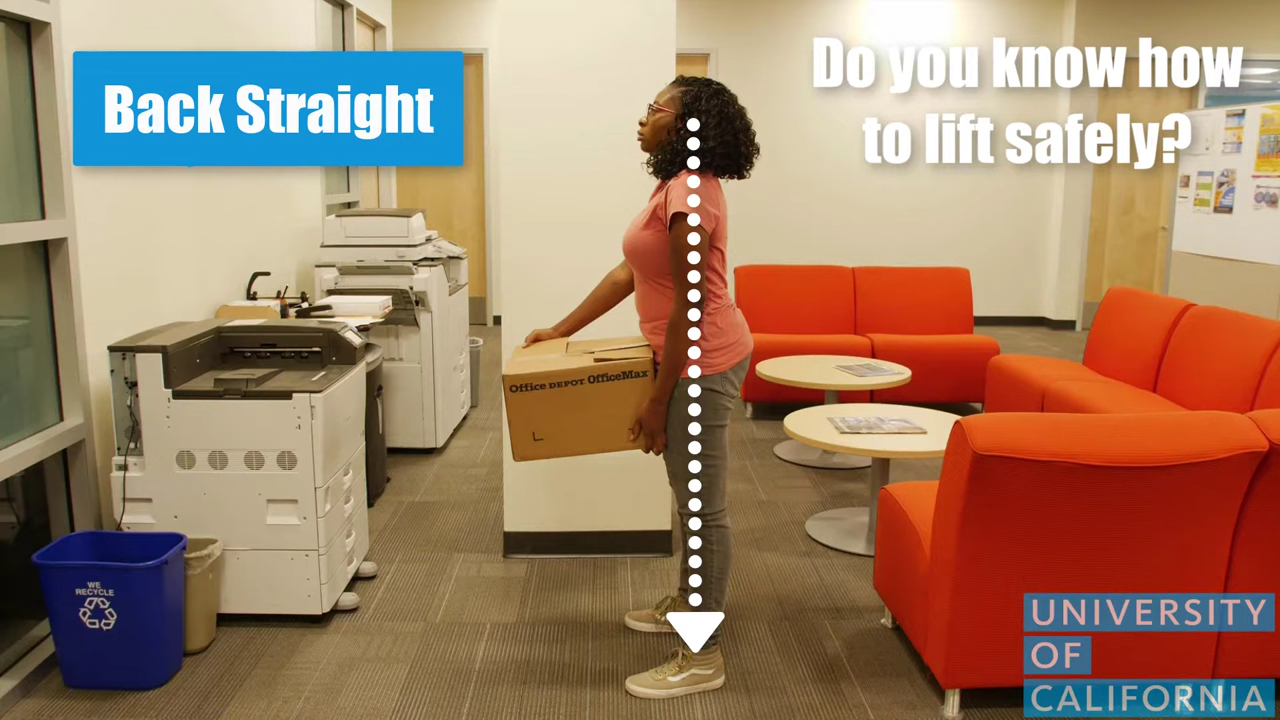 Back Straight
Do you know how
to lift safely?
Office DEPOT OfficeMax
WE
RECYCLE
UNIVERSITY
OF
CALIFORNIA